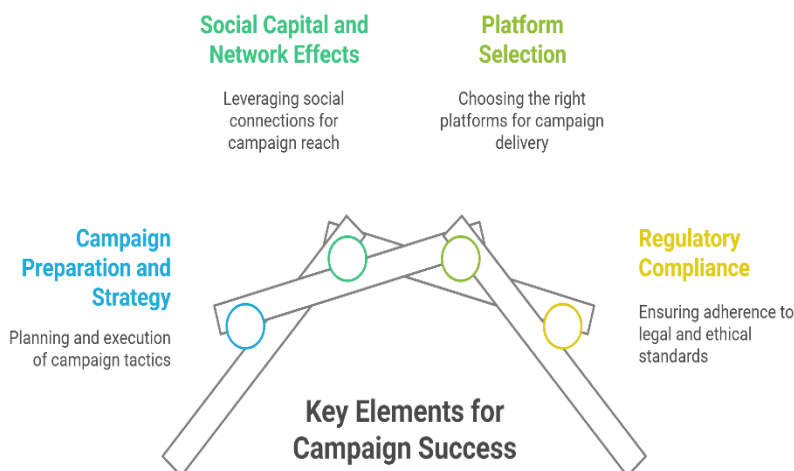 Social Capital and
Network Effects
Leveraging social
connections for
campaign reach
Platform
Selection
Choosing the right
platforms for campaign
delivery
Campaign
Preparation and
Strategy
Planning and execution
of campaign tactics
Regulatory
Compliance
Ensuring adherence to
legal and ethical
standards
Key Elements for
Campaign Success